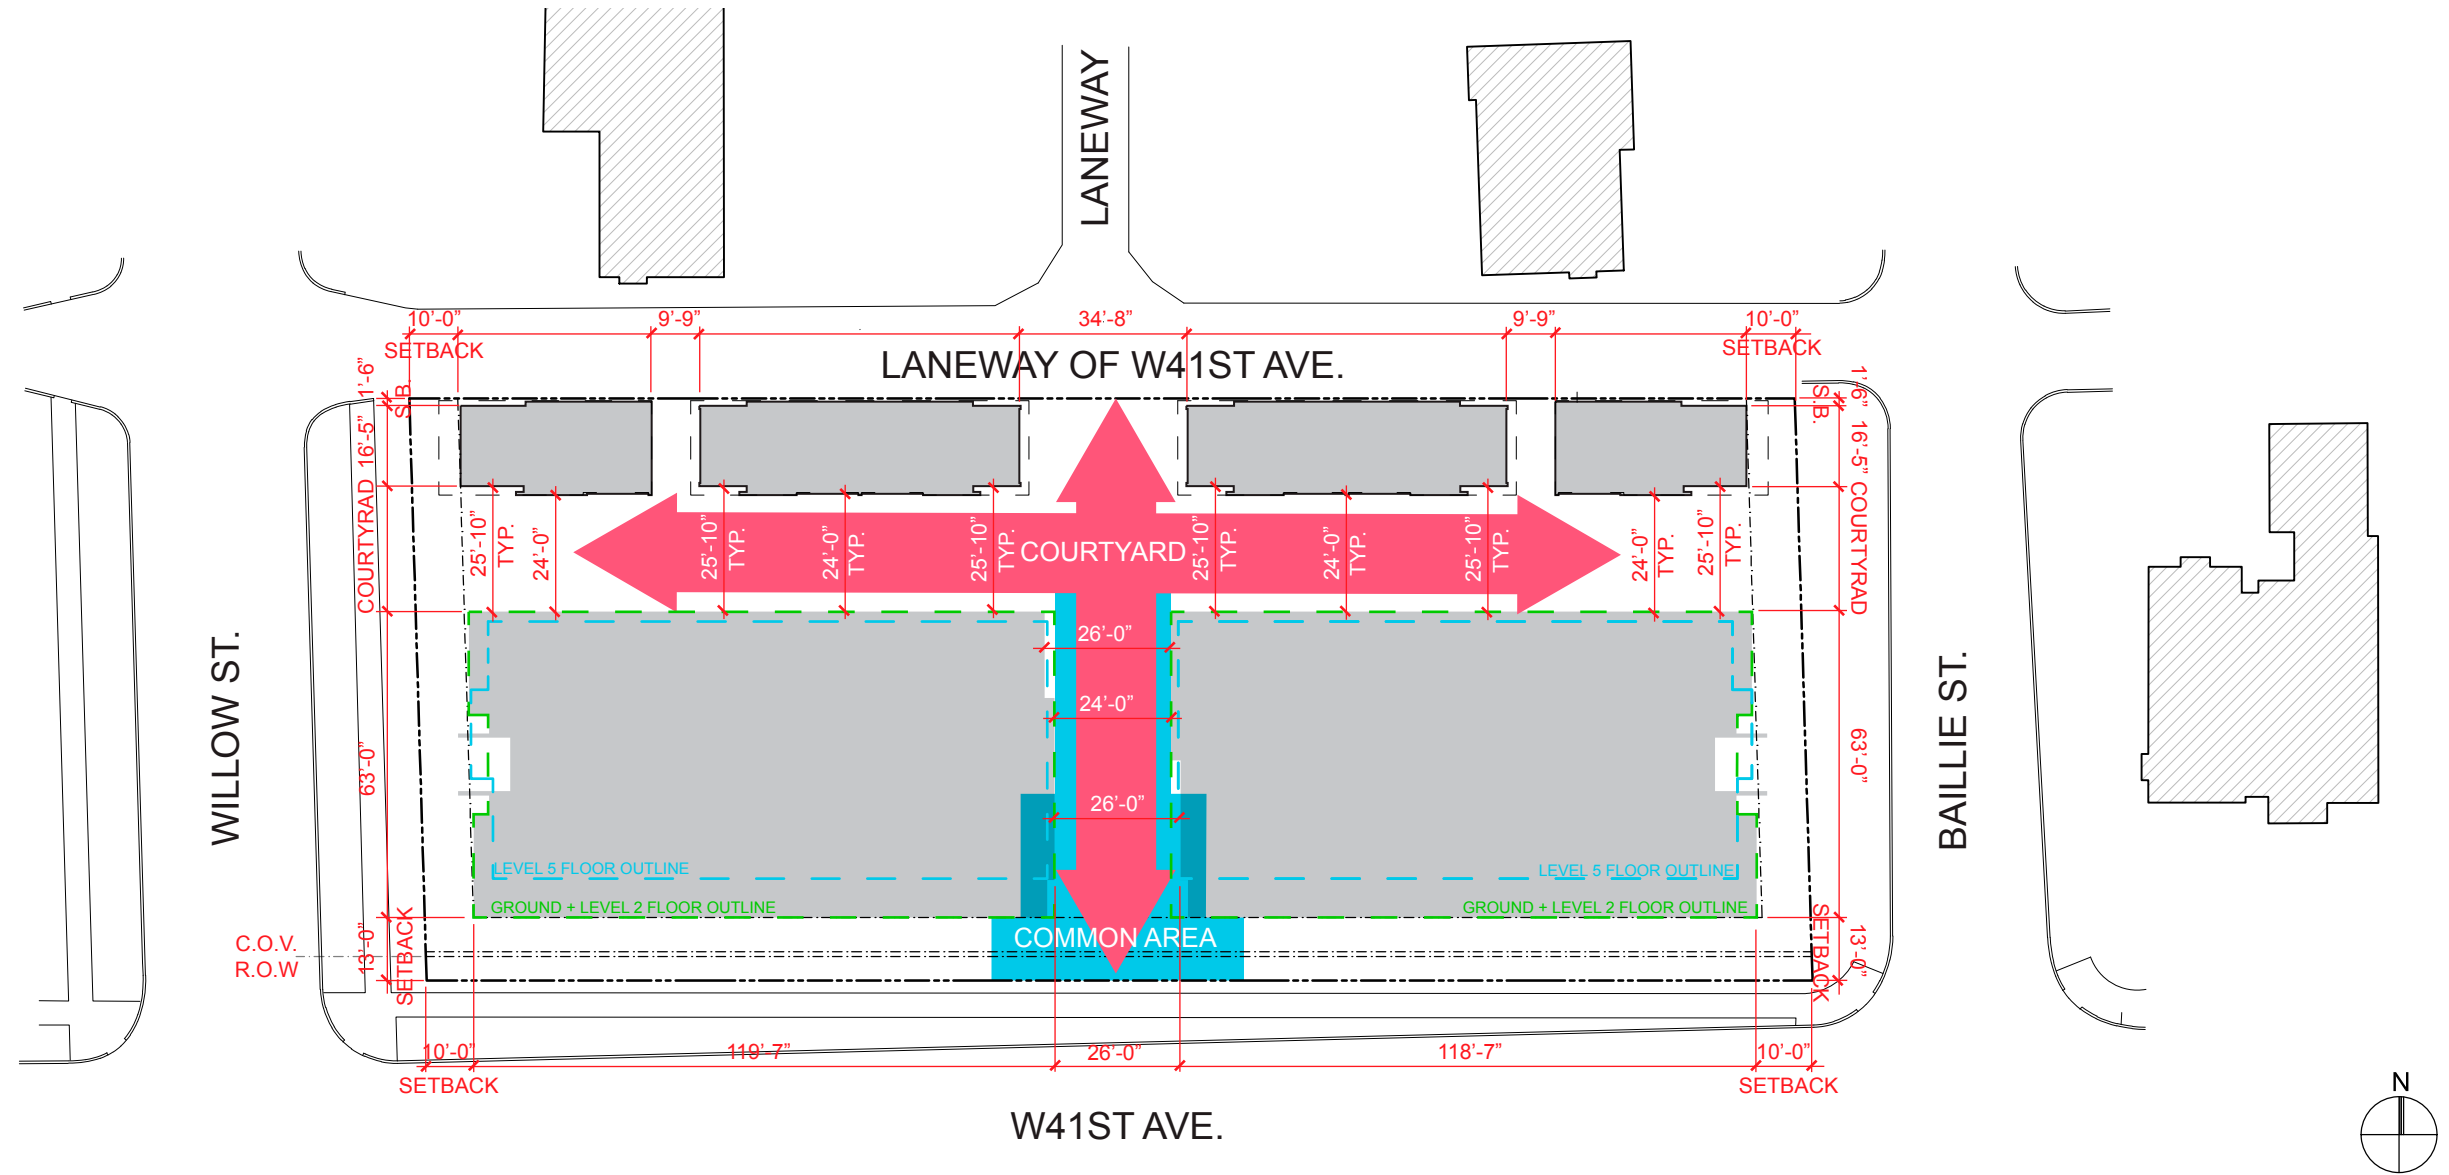 LANEWAY
10'-0"
9'-9"
34'-8"
9'-9"
10'-0"
SETBACK
SETBACK
LANEWAY OF W41ST AVE.
1'-6"
S.B.
1'-6"
S.B.
16'-5"
16'-5"
COURTYRAD
COURTYRAD
25'-10"
TYP.
24'-0"
25'-10"
TYP.
24'-0"
TYP.
25'-10"
TYP.
COURTYARD
25'-10"
TYP.
24'-0"
TYP.
25'-10"
TYP.
24'-0"
TYP.
25'-10"
TYP.
26'-0"
24'-0"
26'-0"
WILLOW ST.
BAILLIE ST.
63'-0"
63'-0"
LEVEL 5 FLOOR OUTLINE
LEVEL 5 FLOOR OUTLINE
GROUND + LEVEL 2 FLOOR OUTLINE
GROUND + LEVEL 2 FLOOR OUTLINE
COMMON AREA
C.O.V.
R.O.W
13'-0"
SETBACK
13'-0"
SETBACK
10'-0"
119'-7"
26'-0"
118'-7"
10'-0"
SETBACK
SETBACK
W41ST AVE.
N